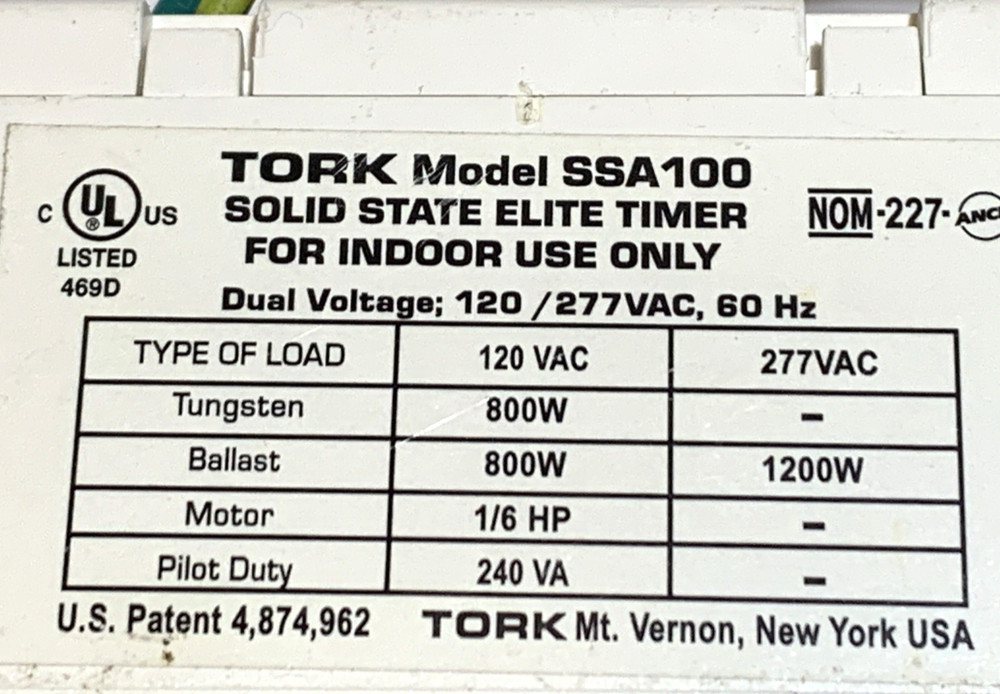 TORK Model SSA100
C UL ® US
SOLID STATE ELITE TIMER
NOM-227-ANC
LISTED
469D
FOR INDOOR USE ONLY
Dual Voltage; 120 /277VAC, 60 Hz
TYPE OF LOAD 120 VAC 277VAC
Tungsten 800W –
Ballast 800W 1200W
Motor 1/6 HP –
Pilot Duty 240 VA –
U.S. Patent 4,874,962 TORK Mt. Vernon, New York USA